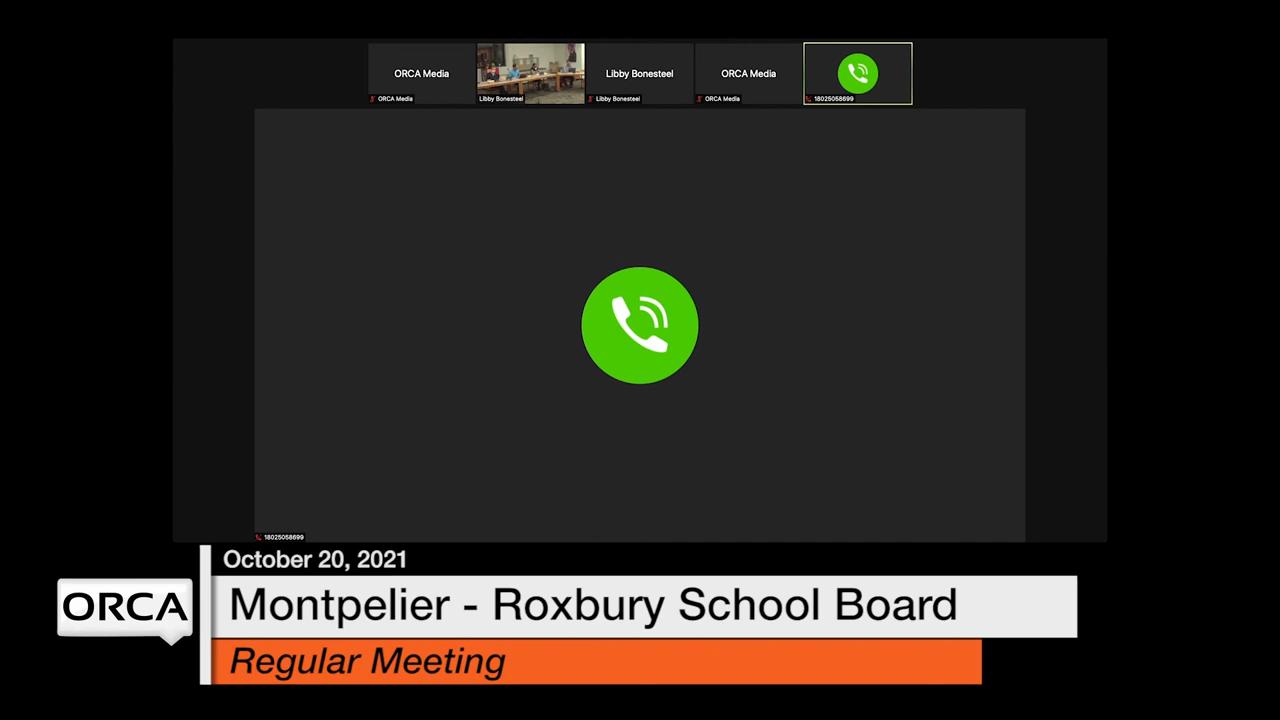 ORCA Media
Libby Bonesteel
ORCA Media
ORCA Media
Libby Bonesteel
Libby Bonesteel
ORCA Media
18025058699
18025058699
October 20, 2021
ORCA
Montpelier - Roxbury School Board
Regular Meeting